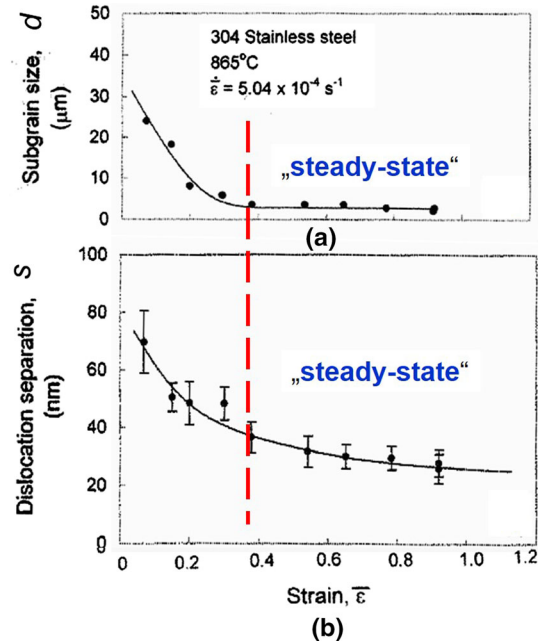 50
40
30
20
10
0
Subgrain size, d
(μm)
304 Stainless steel
865°C
ε̇̄ = 5.04 x 10⁻⁴ s⁻¹
„steady-state“
(a)
100
80
60
40
20
0
Dislocation separation, s
(nm)
„steady-state“
0 0.2 0.4 0.6 0.8 1.0 1.2
Strain, ε̄
(b)